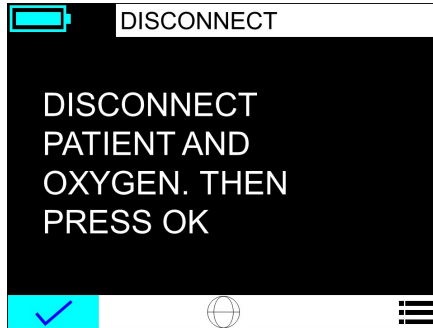 DISCONNECT
DISCONNECT
PATIENT AND
OXYGEN. THEN
PRESS OK